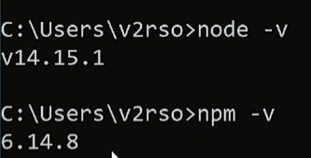 C:\Users\v2rso>node -v
v14.15.1
C:\Users\v2rso>npm -v
6.14.8